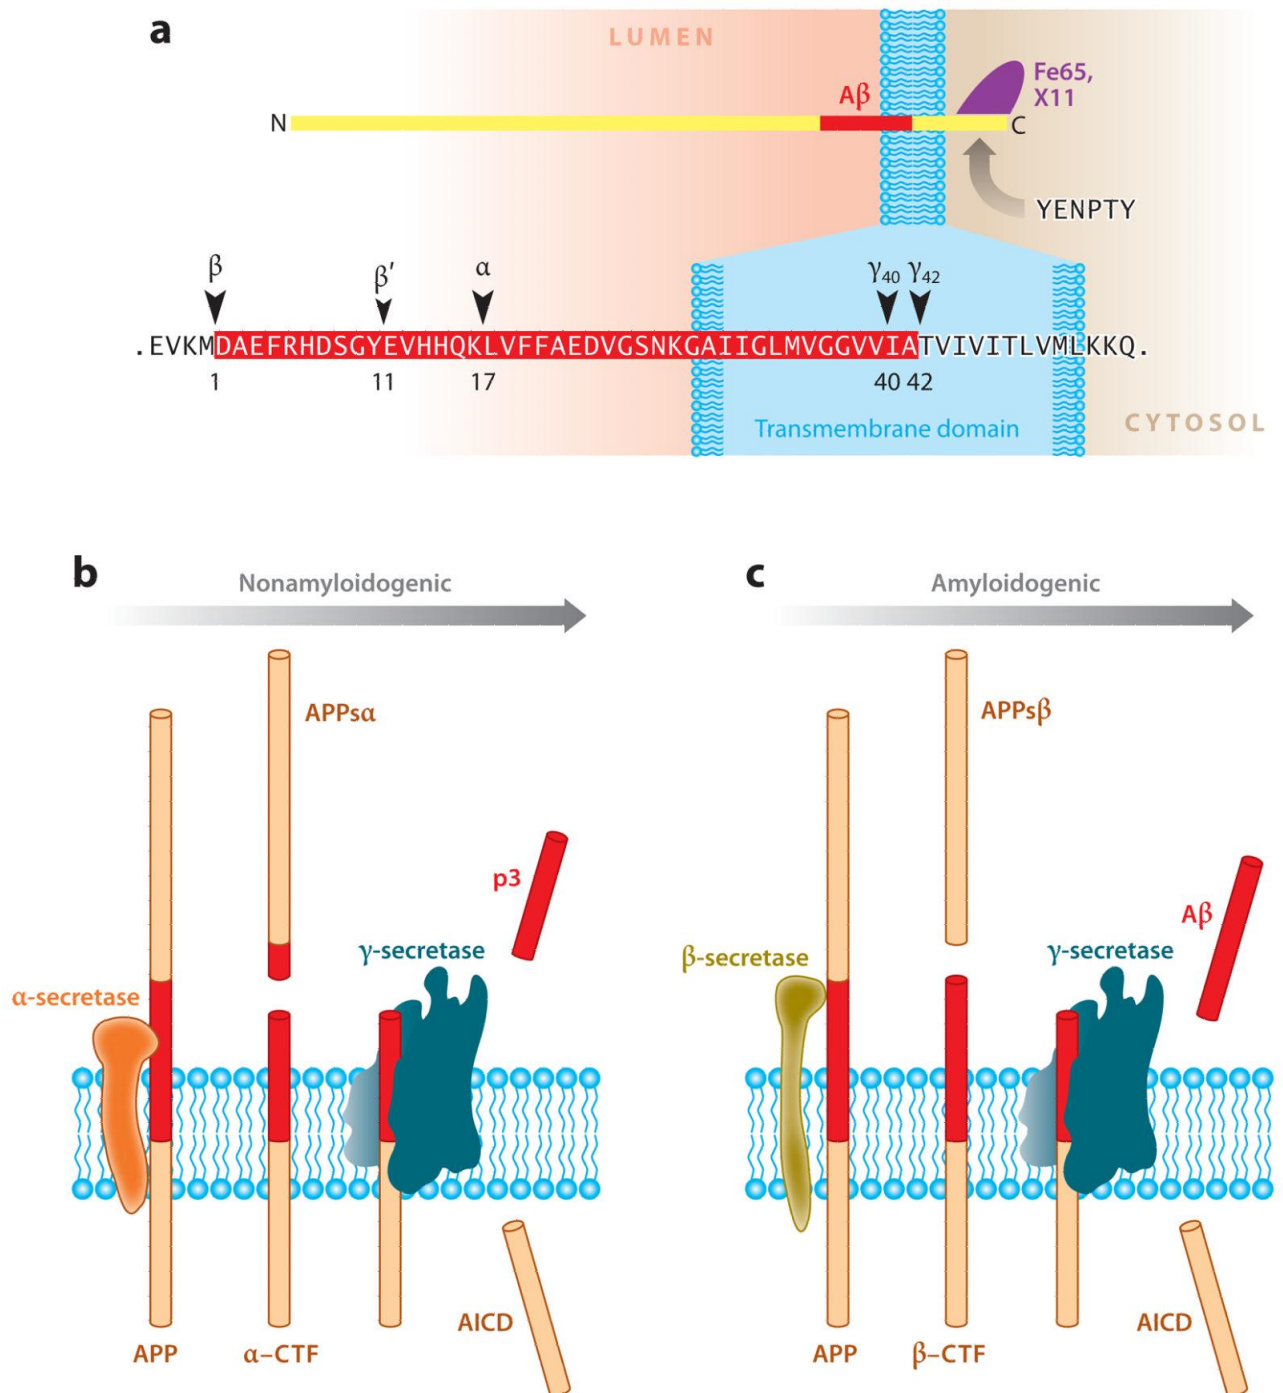 a
LUMEN
Aβ
Fe65,
X11
N
C
YENPTY
β
β′
α
γ40 γ42
.EVKMDAEFRHDSGYEVHHQKLVFFAEDVGSNKGAIIGLMVGGVVIATVIVITLVMLKKQ.
1 11 17 40 42
Transmembrane domain
CYTOSOL
b
Nonamyloidogenic
APPsα
p3
γ-secretase
α-secretase
AICD
APP
α–CTF
c
Amyloidogenic
APPsβ
Aβ
γ-secretase
β-secretase
AICD
APP
β–CTF